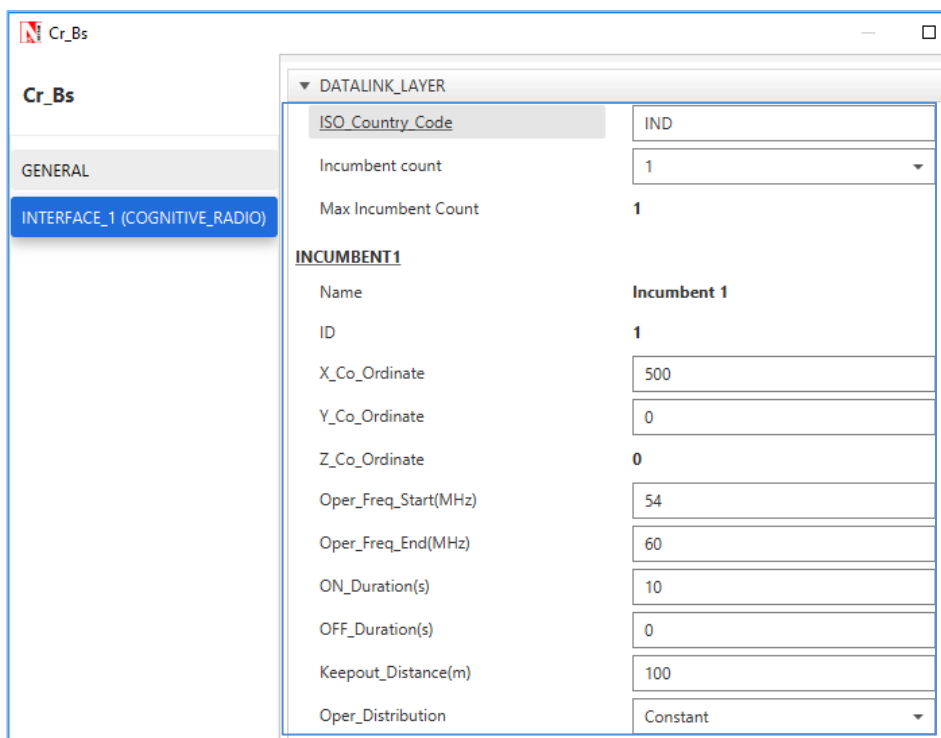 Cr_Bs
Cr_Bs
GENERAL
INTERFACE_1 (COGNITIVE_RADIO)
▼ DATALINK_LAYER
ISO_Country_Code IND
Incumbent count 1
Max Incumbent Count 1
INCUMBENT1
Name Incumbent 1
ID 1
X_Co_Ordinate 500
Y_Co_Ordinate 0
Z_Co_Ordinate 0
Oper_Freq_Start(MHz) 54
Oper_Freq_End(MHz) 60
ON_Duration(s) 10
OFF_Duration(s) 0
Keepout_Distance(m) 100
Oper_Distribution Constant